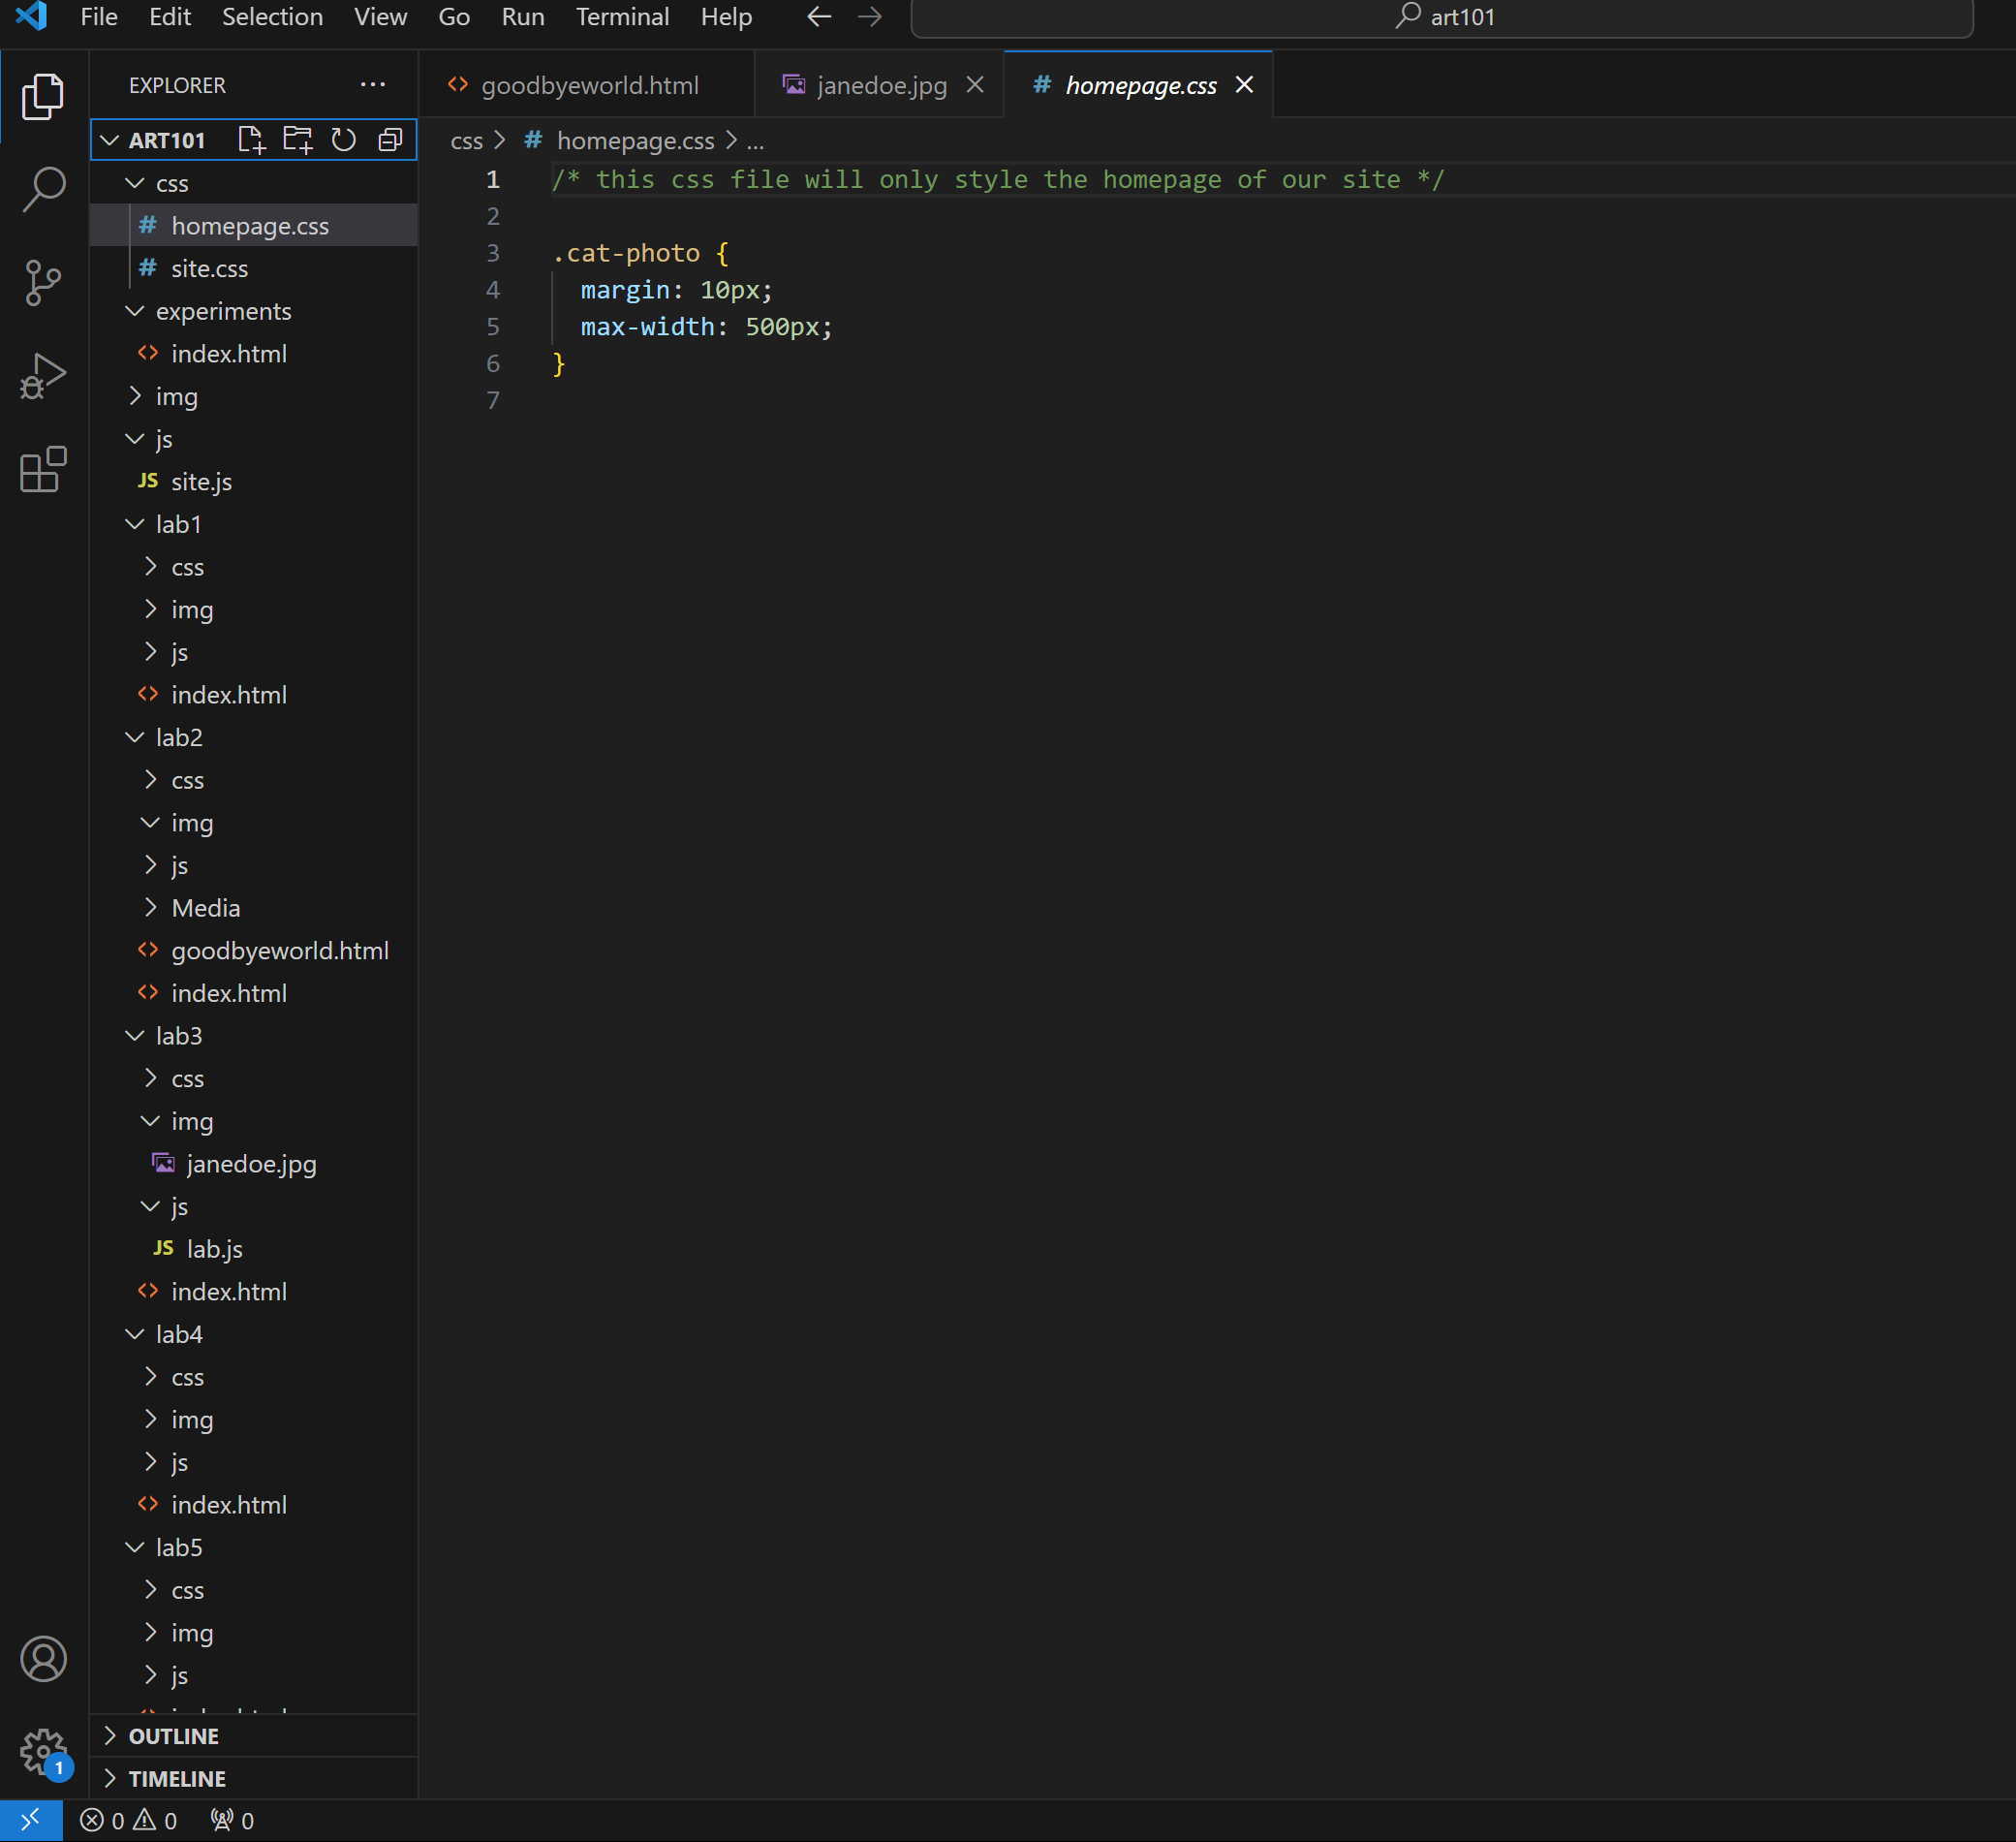 File Edit Selection View Go Run Terminal Help art101
EXPLORER
goodbyeworld.html janedoe.jpg # homepage.css
ART101
css > # homepage.css > ...
css
# homepage.css
# site.css
experiments
<> index.html
img
js
JS site.js
lab1
css
img
js
<> index.html
lab2
css
img
js
Media
<> goodbyeworld.html
<> index.html
lab3
css
img
janedoe.jpg
js
JS lab.js
<> index.html
lab4
css
img
js
<> index.html
lab5
css
img
js
OUTLINE
TIMELINE
1 /* this css file will only style the homepage of our site */
2
3 .cat-photo {
4 margin: 10px;
5 max-width: 500px;
6 }
7
1
0 0 0